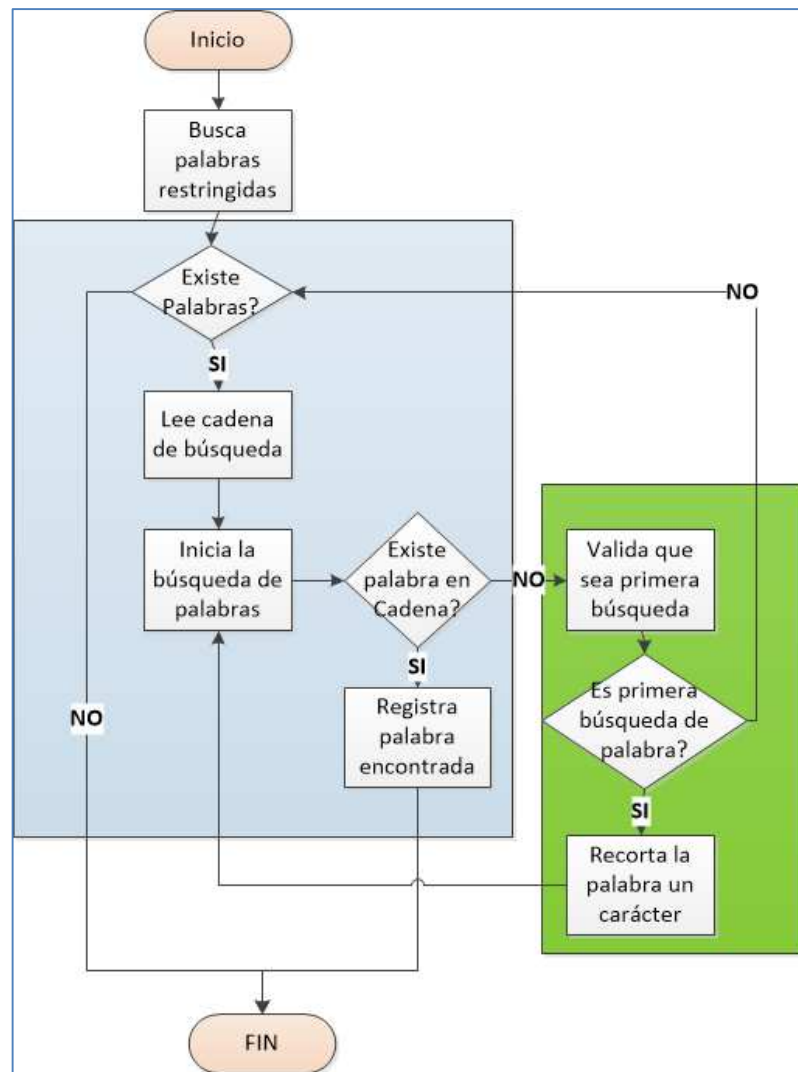 Inicio
Busca
palabras
restringidas
Existe
Palabras?
NO
SI
Lee cadena
de búsqueda
Inicia la
búsqueda de
palabras
Existe
palabra en
Cadena?
NO
Valida que
sea primera
búsqueda
SI
Registra
palabra
encontrada
NO
Es primera
búsqueda de
palabra?
SI
Recorta la
palabra un
carácter
FIN